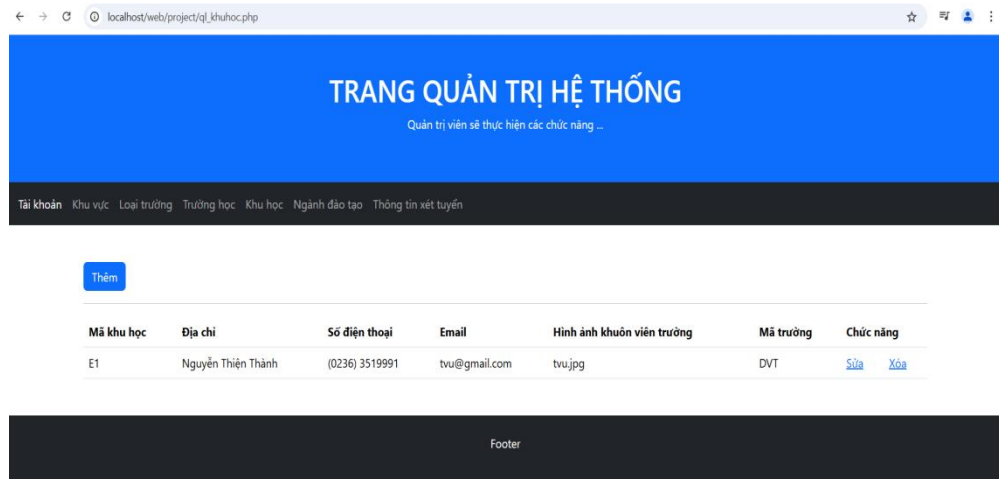 localhost/web/project/ql_khuhoc.php
TRANG QUẢN TRỊ HỆ THỐNG
Quản trị viên sẽ thực hiện các chức năng ...
Tài khoản Khu vực Loại trường Trường học Khu học Ngành đào tạo Thông tin xét tuyển
Thêm
Mã khu học Địa chỉ Số điện thoại Email Hình ảnh khuôn viên trường Mã trường Chức năng
E1 Nguyễn Thiện Thành (0236) 3519991 tvu@gmail.com tvu.jpg DVT Sửa Xóa
Footer